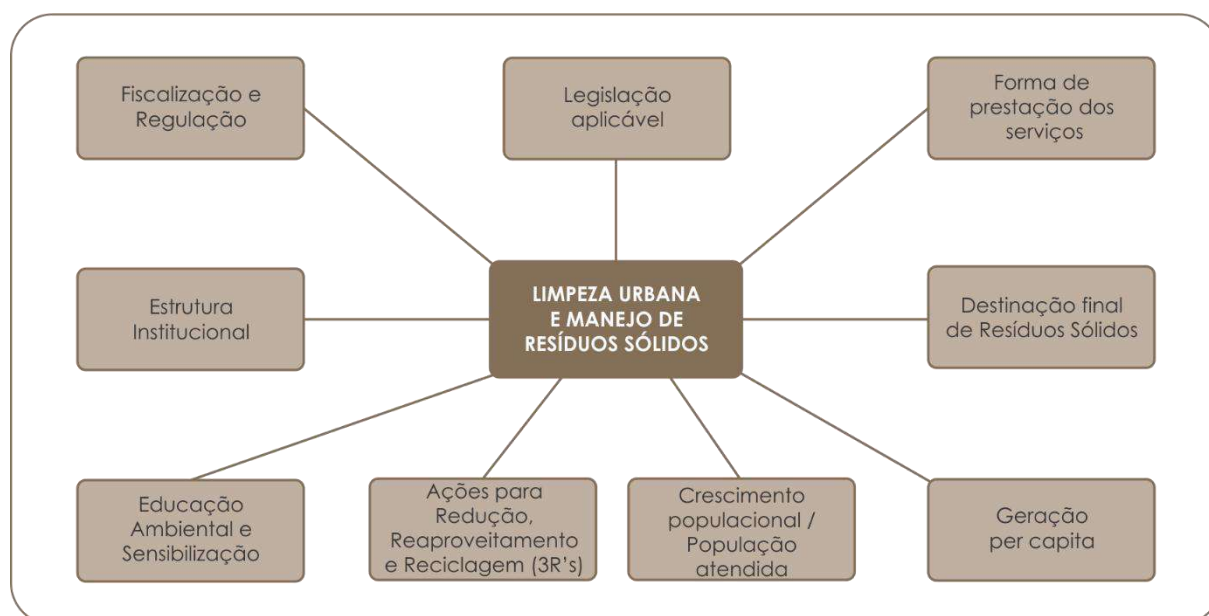 Fiscalização e
Regulação
Legislação
aplicável
Forma de
prestação dos
serviços
Estrutura
Institucional
LIMPEZA URBANA
E MANEJO DE
RESÍDUOS SÓLIDOS
Destinação final
de Resíduos Sólidos
Educação
Ambiental e
Sensibilização
Ações para
Redução,
Reaproveitamento
e Reciclagem (3R's)
Crescimento
populacional /
População
atendida
Geração
per capita